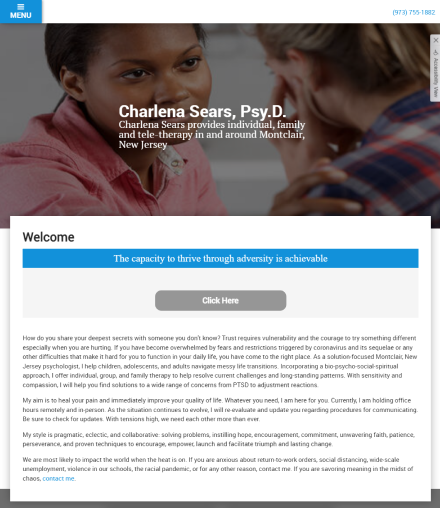 MENU
(973) 755-1882
Accessibility View
Charlena Sears, Psy.D.
Charlena Sears provides individual, family
and tele-therapy in and around Montclair,
New Jersey
Welcome
The capacity to thrive through adversity is achievable
Click Here
How do you share your deepest secrets with someone you don't know? Trust requires vulnerability and the courage to try something different
especially when you are hurting. If you have become overwhelmed by fears and restrictions triggered by coronavirus and its sequelae or any
other difficulties that make it hard for you to function in your daily life, you have come to the right place. As a solution-focused Montclair, New
Jersey psychologist, I help children, adolescents, and adults navigate messy life transitions. Incorporating a bio-psycho-social-spiritual
approach, I offer individual, group, and family therapy to help resolve current challenges and long-standing patterns. With sensitivity and
compassion, I will help you find solutions to a wide range of concerns from PTSD to adjustment reactions.
My aim is to heal your pain and immediately improve your quality of life. Whatever you need, I am here for you. Currently, I am holding office
hours remotely and in-person. As the situation continues to evolve, I will re-evaluate and update you regarding procedures for communicating.
Be sure to check for updates. With tensions high, we need each other more than ever.
My style is pragmatic, eclectic, and collaborative: solving problems, instilling hope, encouragement, commitment, unwavering faith, patience,
perseverance, and proven techniques to encourage, empower, launch and facilitate triumph and lasting change.
We are most likely to impact the world when the heat is on. If you are anxious about return-to-work orders, social distancing, wide-scale
unemployment, violence in our schools, the racial pandemic, or for any other reason, contact me. If you are savoring meaning in the midst of
chaos, contact me.